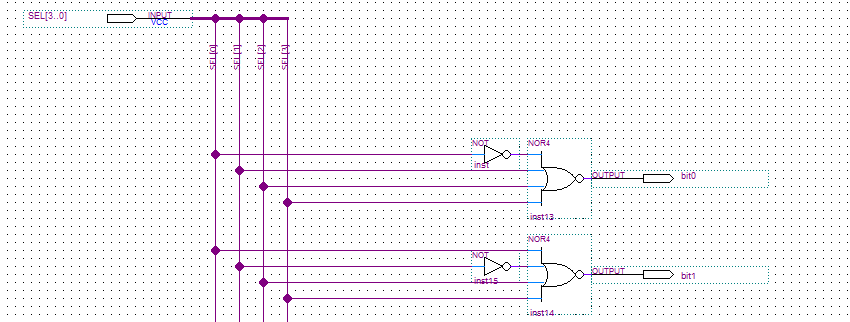 SEL[3..0]
INPUT
VCC
SEL[0]
SEL[1]
SEL[2]
SEL[3]
NOT
inst
NOR4
inst13
OUTPUT
bit0
NOT
inst15
NOR4
inst14
OUTPUT
bit1